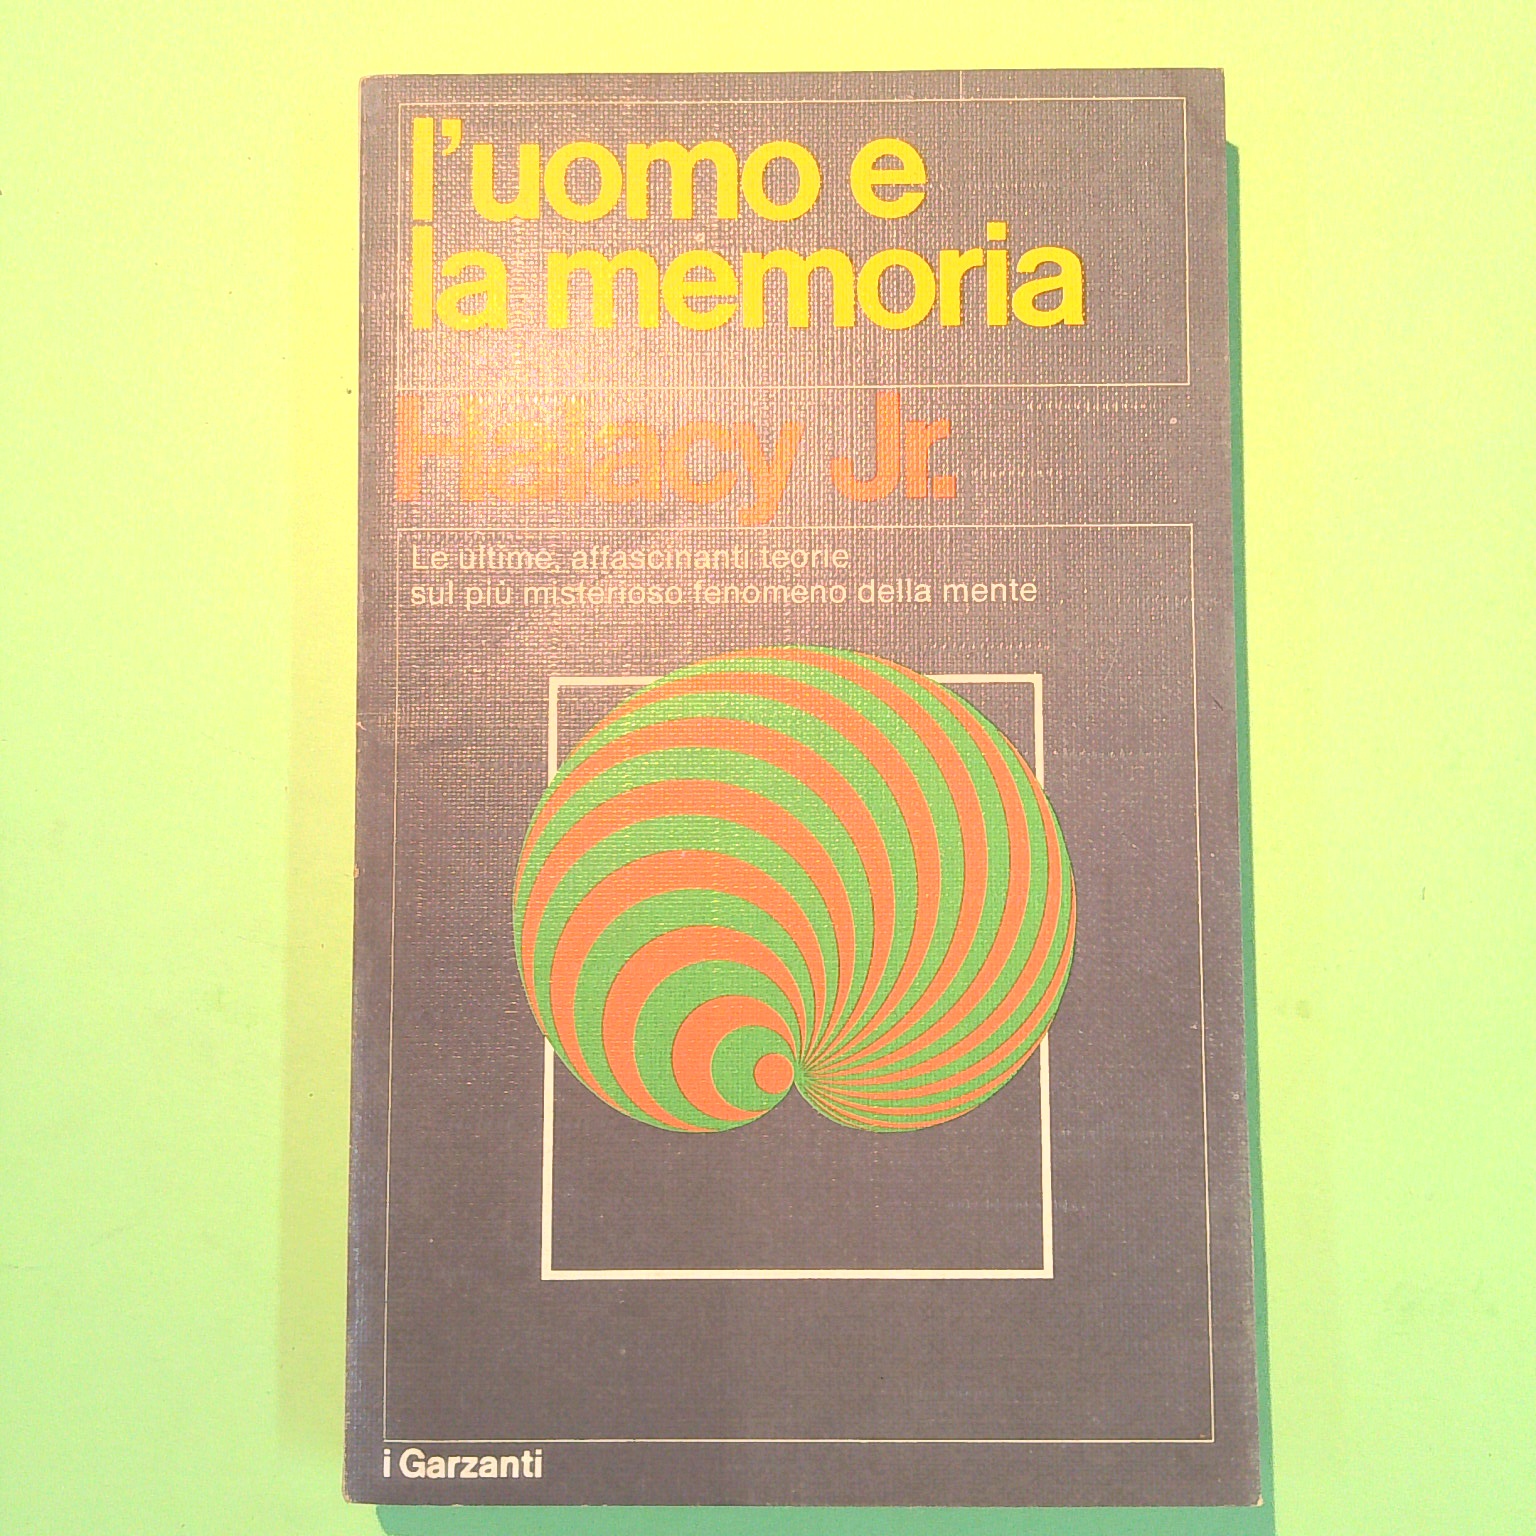 l'uomo e
la memoria
Halacy Jr.
Le ultime, affascinanti teorie
sul più misterioso fenomeno della mente
i Garzanti